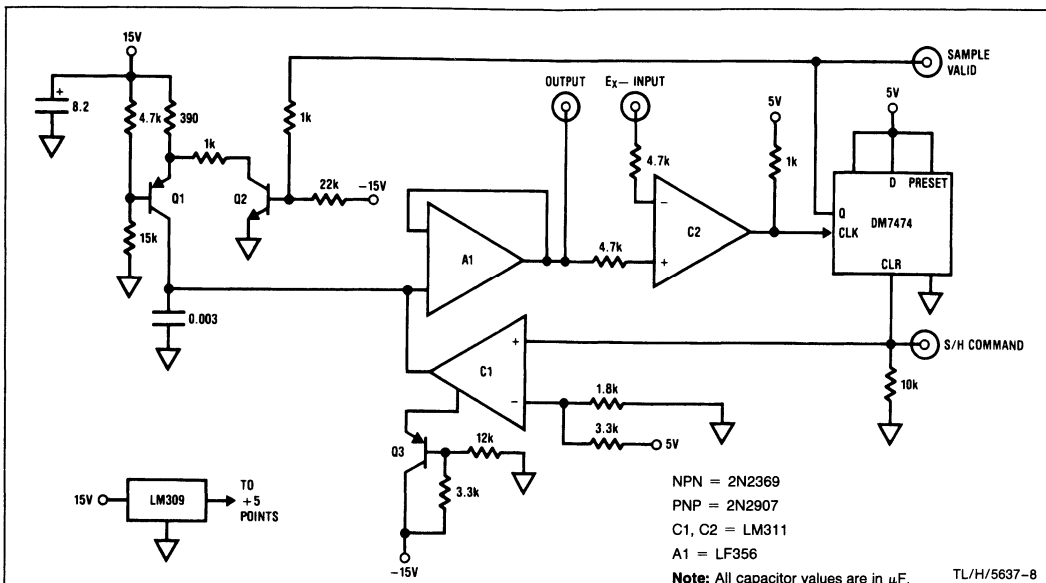 15V
+
8.2
4.7k
390
1k
Q1
15k
0.003
Q2
1k
22k
-15V
OUTPUT
EX- INPUT
4.7k
A1
4.7k
-
+
C2
5V
1k
SAMPLE
VALID
5V
D PRESET
Q
DM7474
CLK
CLR
S/H COMMAND
10k
C1
+
-
1.8k
3.3k
5V
Q3
12k
3.3k
-15V
15V
LM309
TO
+5
POINTS
NPN = 2N2369
PNP = 2N2907
C1, C2 = LM311
A1 = LF356
Note: All capacitor values are in µF.
TL/H/5637-8